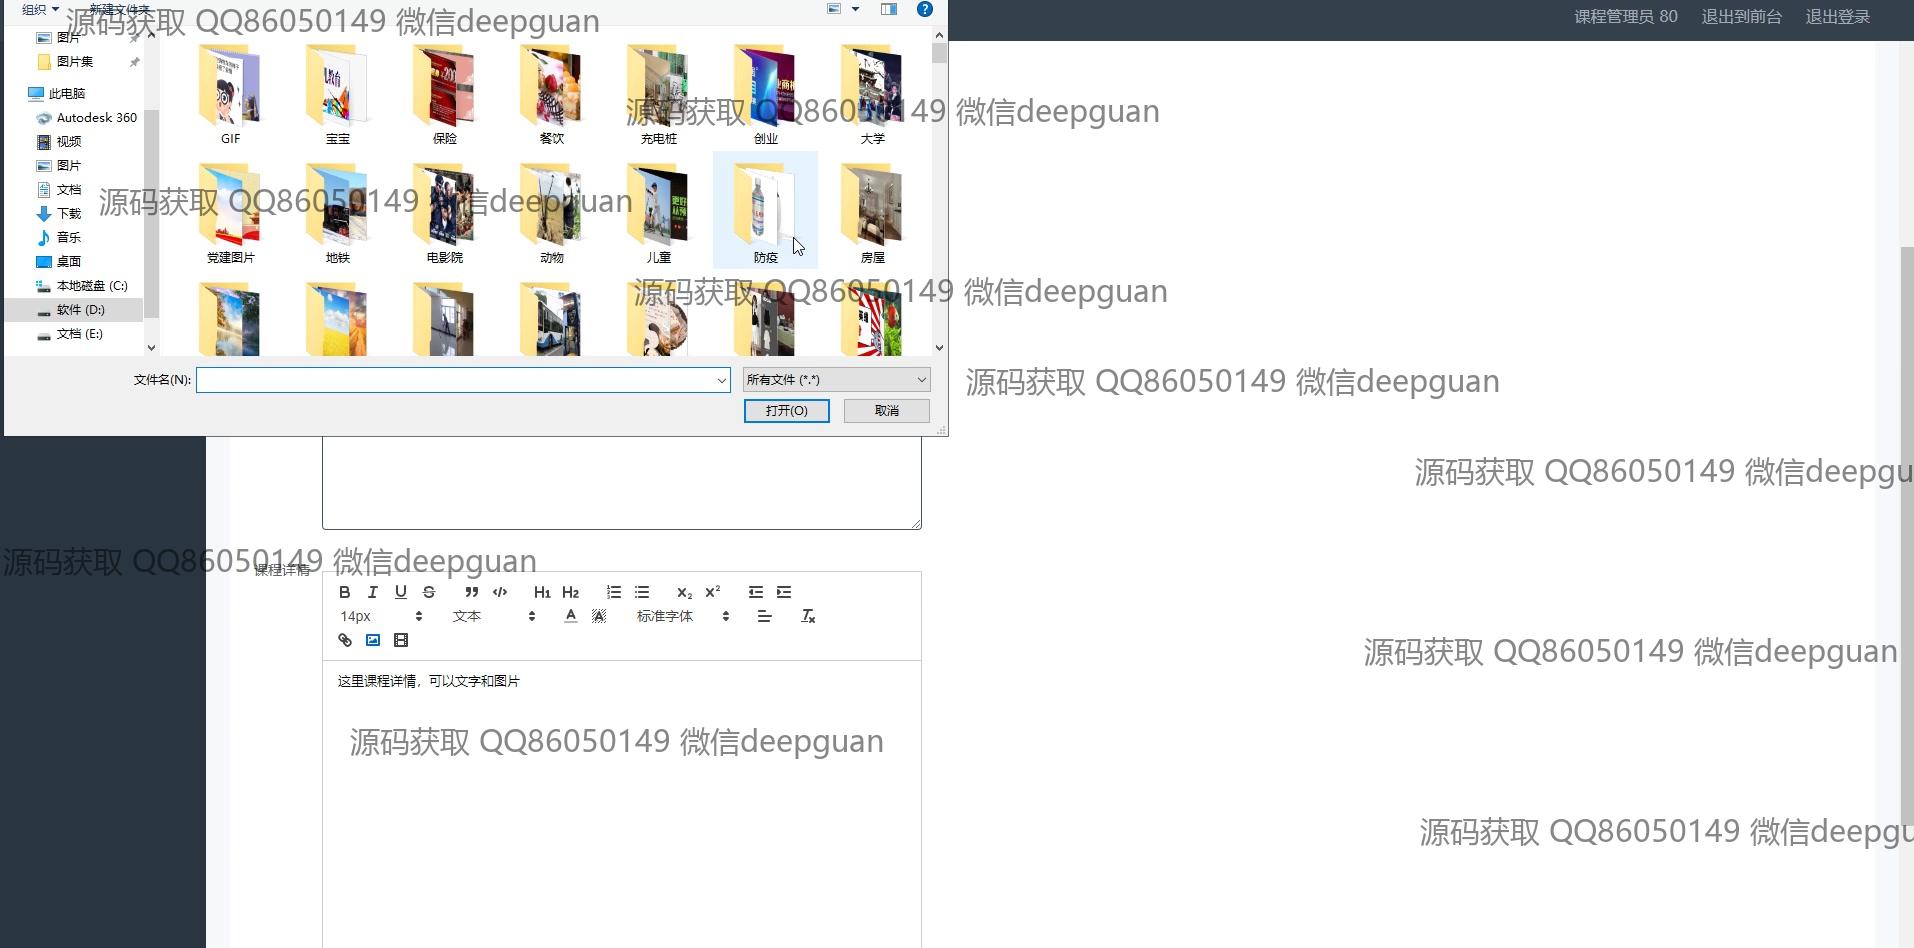 组织
新建文件夹
源码获取 QQ86050149 微信deepguan
课程管理员 80
退出到前台
退出登录
图片
图片集
此电脑
Autodesk 360
视频
图片
文档
下载
音乐
桌面
本地磁盘 (C:)
软件 (D:)
文档 (E:)
GIF
宝宝
保险
餐饮
充电桩
创业
大学
源码获取 QQ86050149 微信deepguan
源码获取 QQ86050149 微信deepguan
党建图片
地铁
电影院
动物
儿童
防疫
房屋
源码获取 QQ86050149 微信deepguan
文件名(N):
所有文件 (*.*)
源码获取 QQ86050149 微信deepguan
打开(O)
取消
源码获取 QQ86050149 微信deepgu
源码获取 QQ86050149 微信deepguan
课程详情
B I U S H1 H2 X2 X2
14px
文本
A
A
标准字体
Tx
源码获取 QQ86050149 微信deepguan
这里课程详情，可以文字和图片
源码获取 QQ86050149 微信deepguan
源码获取 QQ86050149 微信deepgu